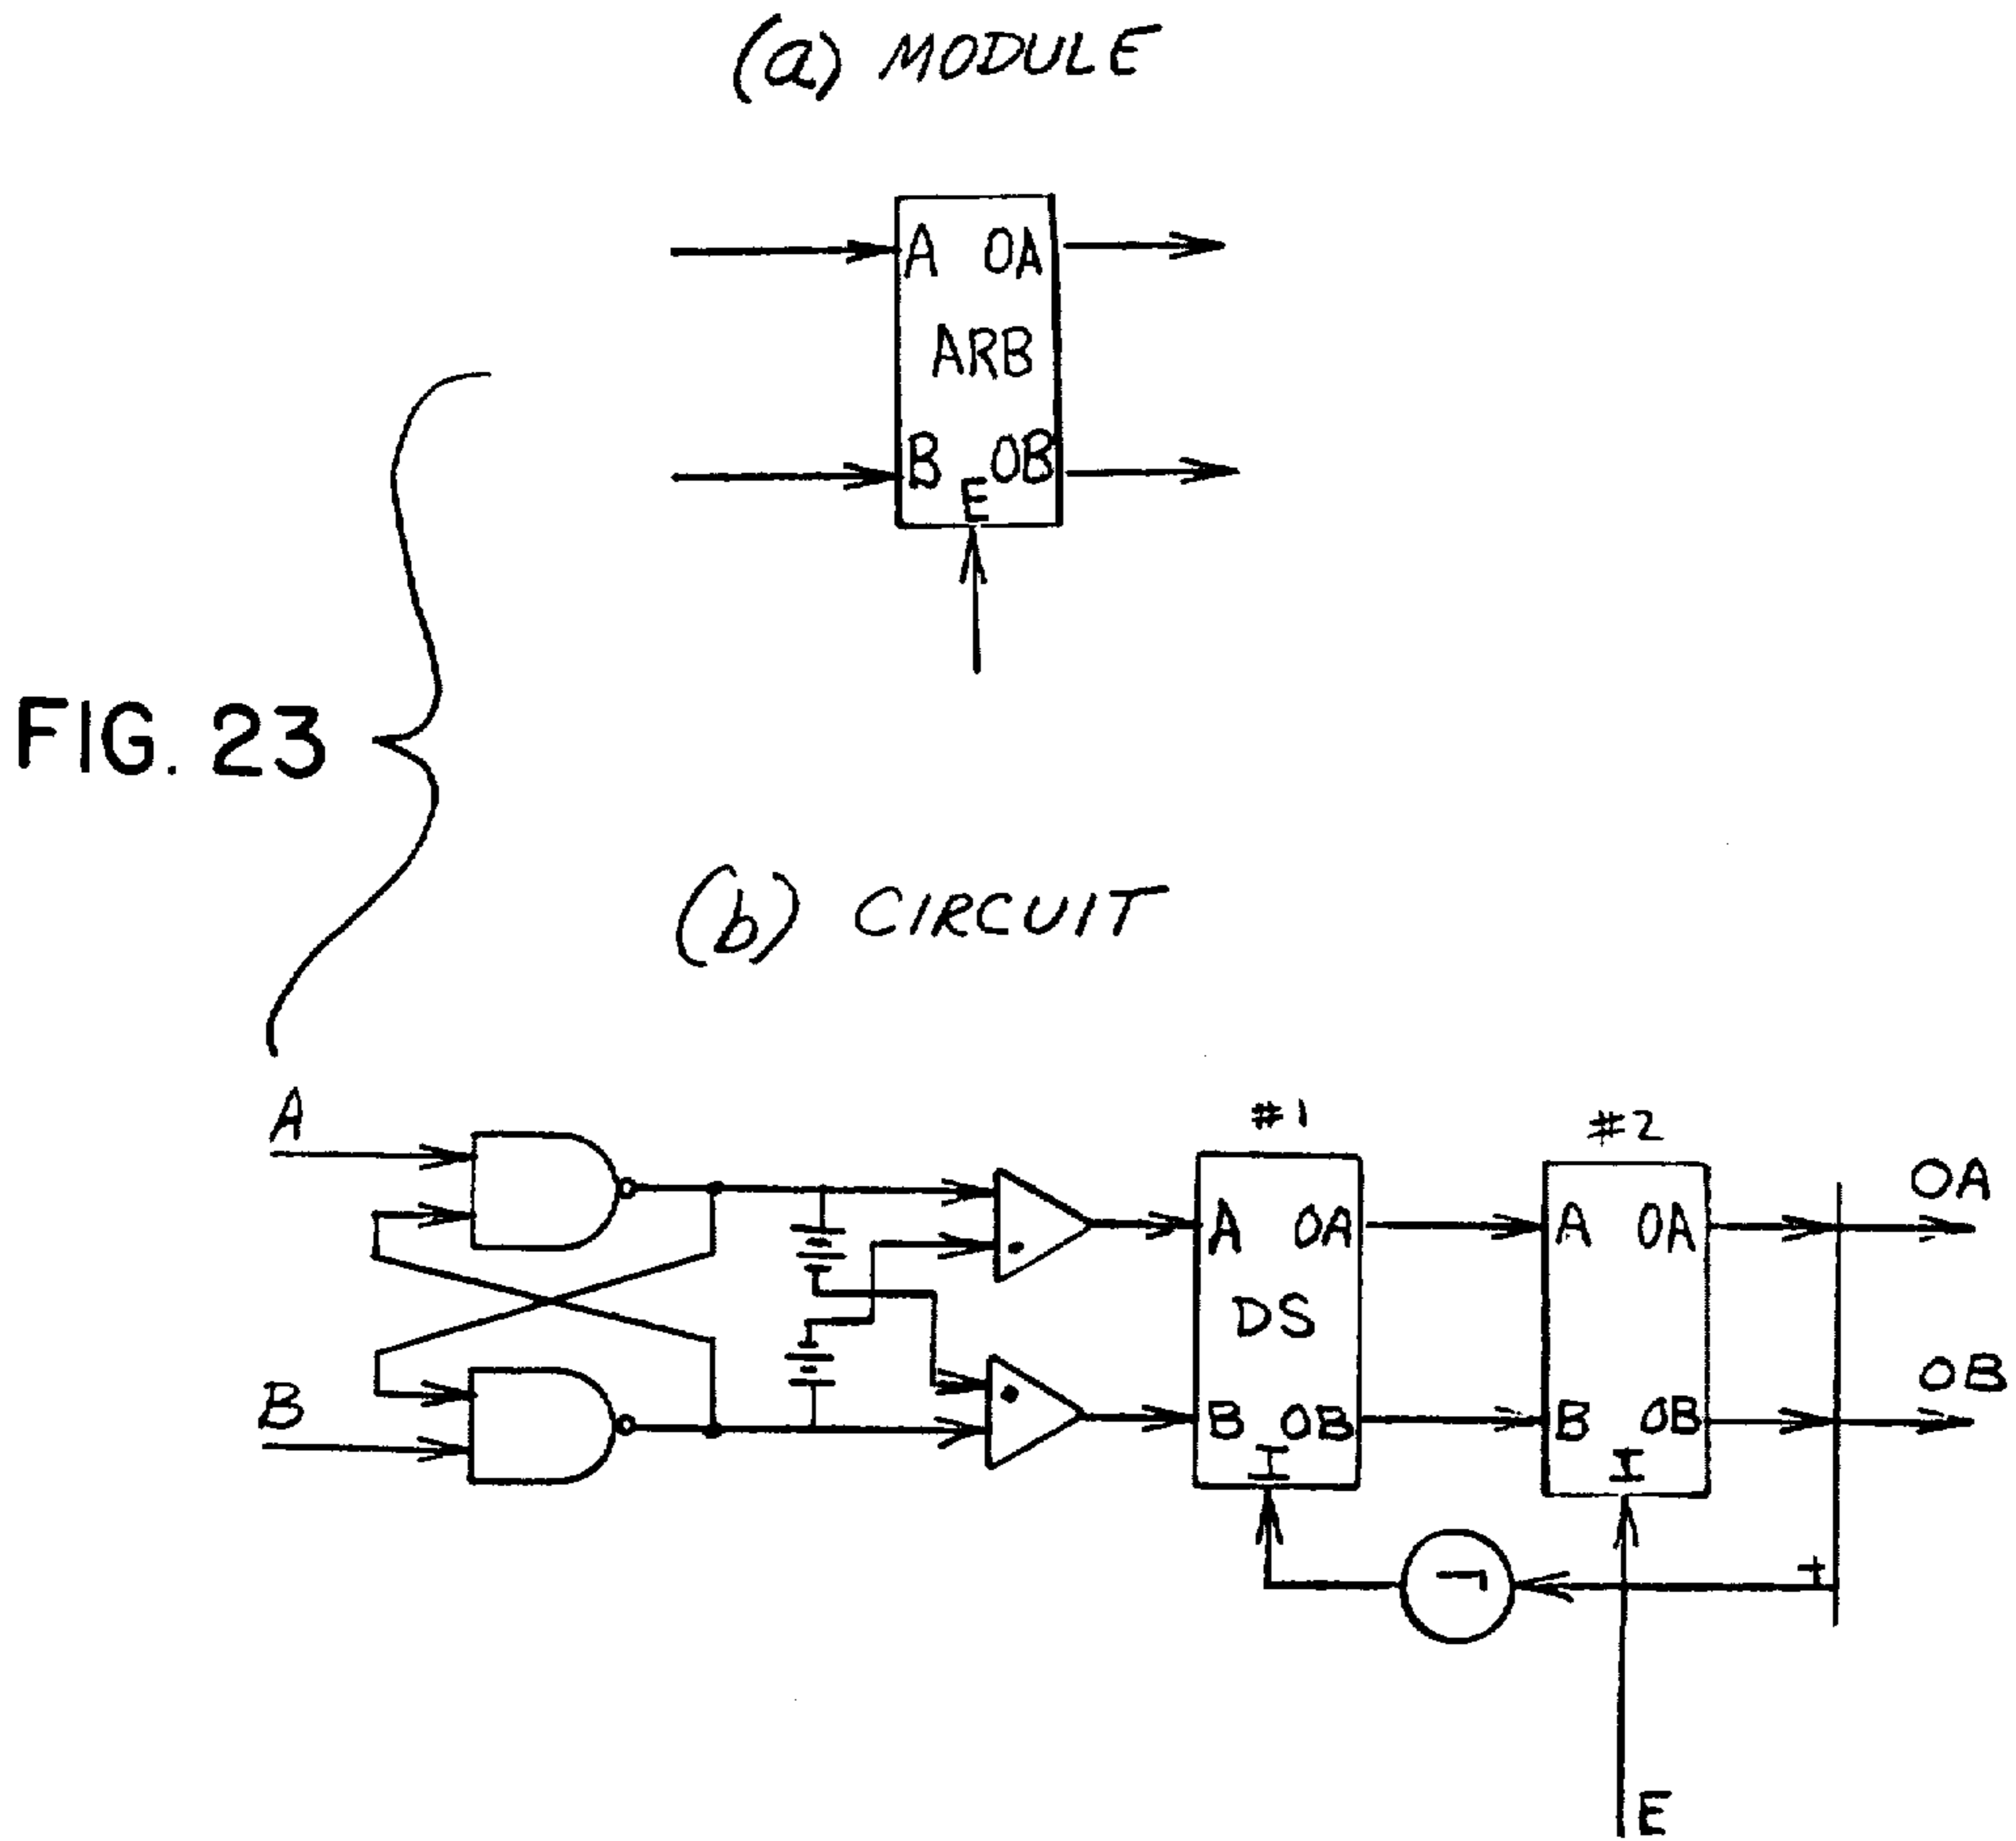 (a) MODULE
A OA
ARB
B OB
E
FIG. 23
(b) CIRCUIT
A
#1
#2
OA
A OA
A OA
DS
OB
B
B OB
B OB
I
I
¬
+
E